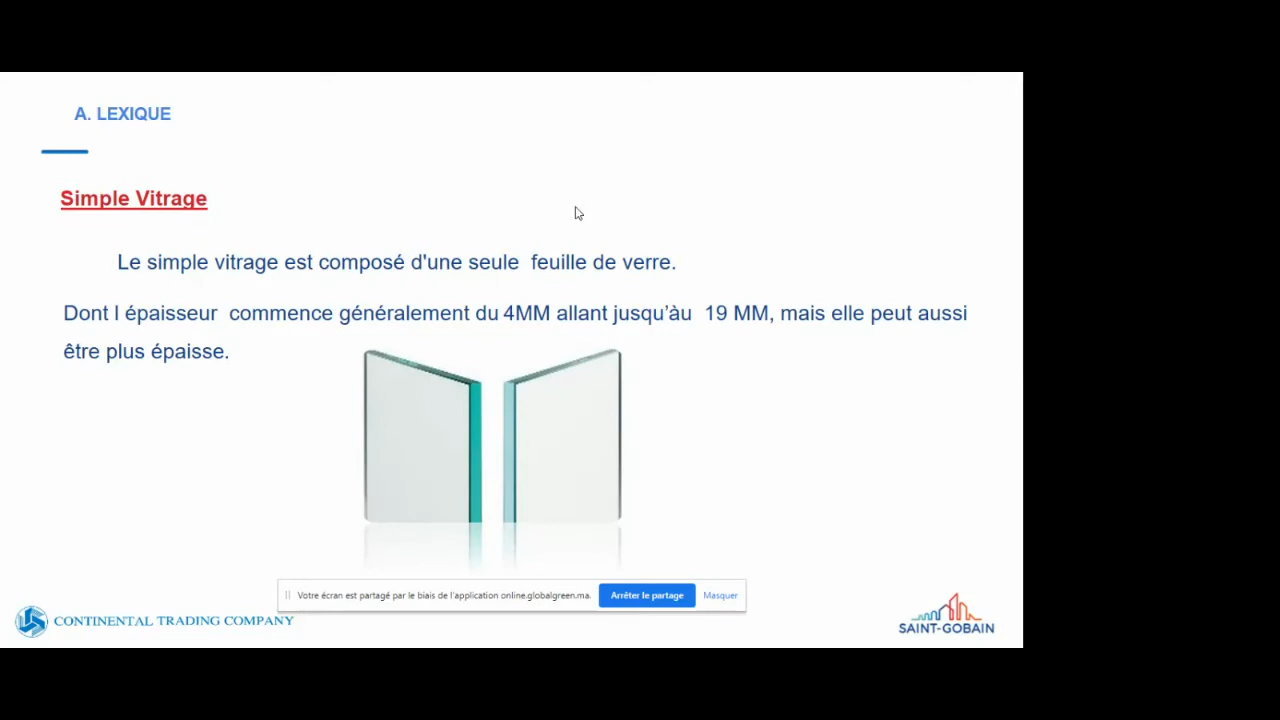 A. LEXIQUE
Simple Vitrage
Le simple vitrage est composé d'une seule  feuille de verre.
Dont l épaisseur  commence généralement du 4MM allant jusqu’àu  19 MM, mais elle peut aussi
être plus épaisse.
Votre écran est partagé par le biais de l'application online.globalgreen.ma.
Arrêter le partage
Masquer
CONTINENTAL TRADING COMPANY
SAINT-GOBAIN